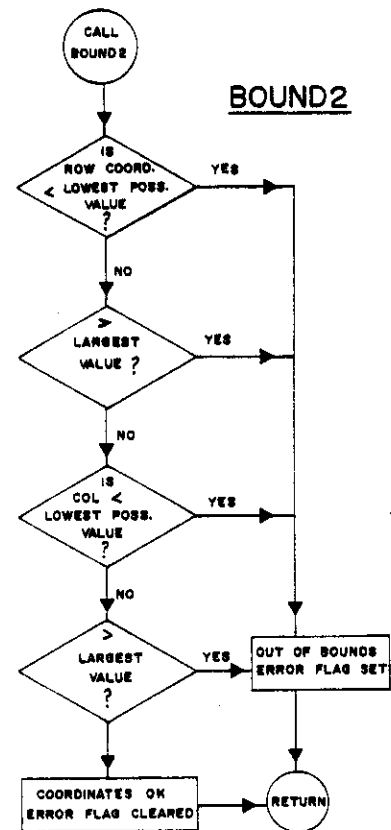 CALL
BOUND2
BOUND2
IS
ROW COORD.
< LOWEST POSS.
VALUE
?
YES
NO
>
LARGEST
VALUE ?
YES
NO
IS
COL <
LOWEST POSS.
VALUE
?
YES
NO
>
LARGEST
VALUE
?
YES
OUT OF BOUNDS
ERROR FLAG SET
COORDINATES OK
ERROR FLAG CLEARED
RETURN